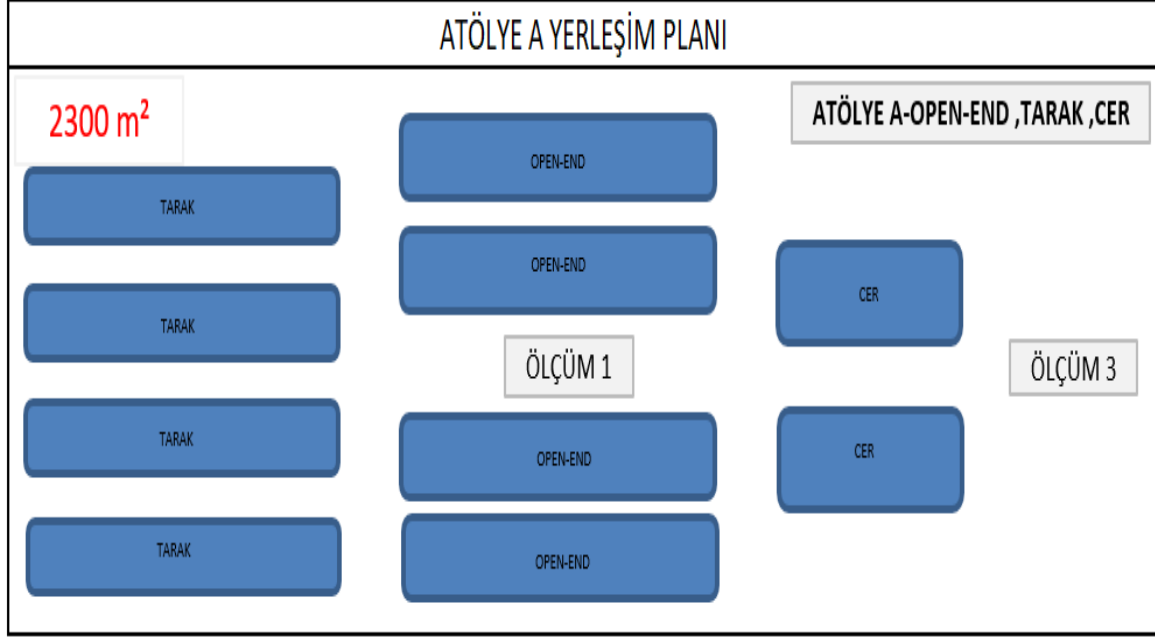 ATÖLYE A YERLEŞİM PLANI
2300 m²
ATÖLYE A-OPEN-END ,TARAK ,CER
TARAK
TARAK
TARAK
TARAK
OPEN-END
OPEN-END
ÖLÇÜM 1
OPEN-END
OPEN-END
CER
CER
ÖLÇÜM 3